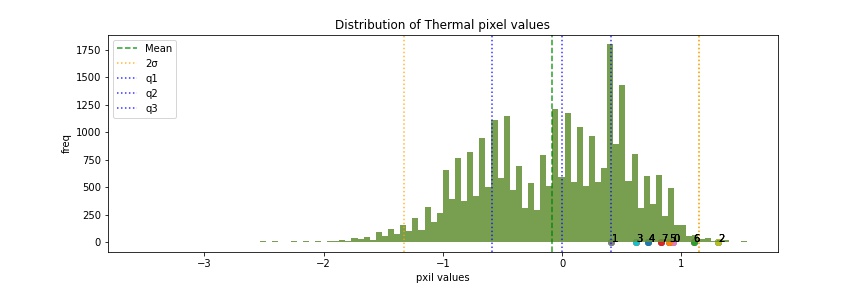 Distribution of Thermal pixel values
Mean
2σ
q1
q2
q3
freq
1750
1500
1250
1000
750
500
250
0
1 3 4 7 5 0 6 2
−3 −2 −1 0 1
pxil values